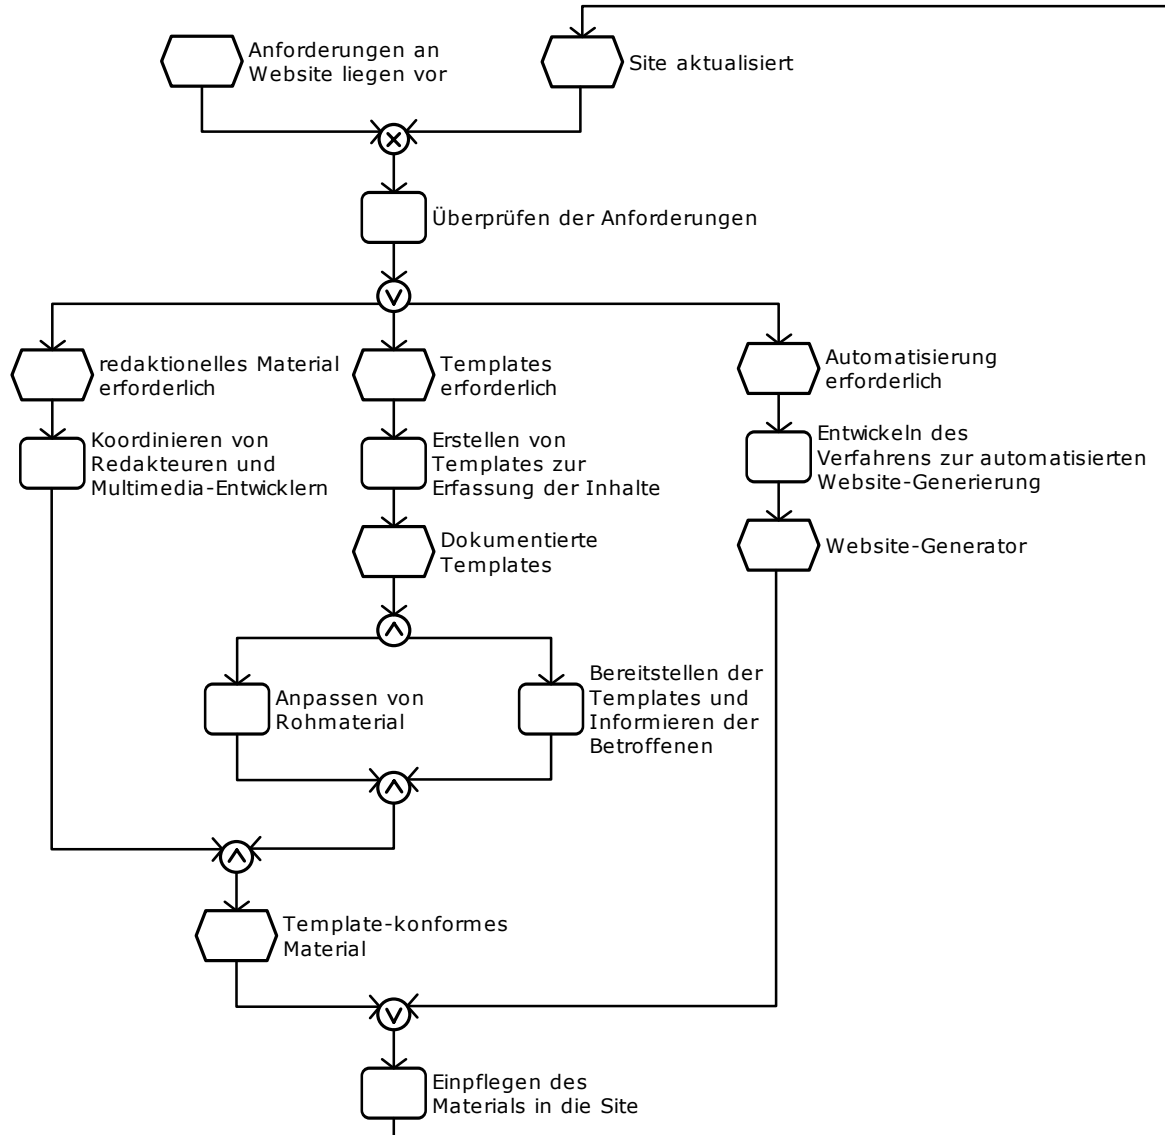 Anforderungen an
Website liegen vor
Site aktualisiert
Überprüfen der Anforderungen
redaktionelles Material
erforderlich
Templates
erforderlich
Automatisierung
erforderlich
Koordinieren von
Redakteuren und
Multimedia-Entwicklern
Erstellen von
Templates zur
Erfassung der Inhalte
Entwickeln des
Verfahrens zur automatisierten
Website-Generierung
Dokumentierte
Templates
Website-Generator
Anpassen von
Rohmaterial
Bereitstellen der
Templates und
Informieren der
Betroffenen
Template-konformes
Material
Einpflegen des
Materials in die Site